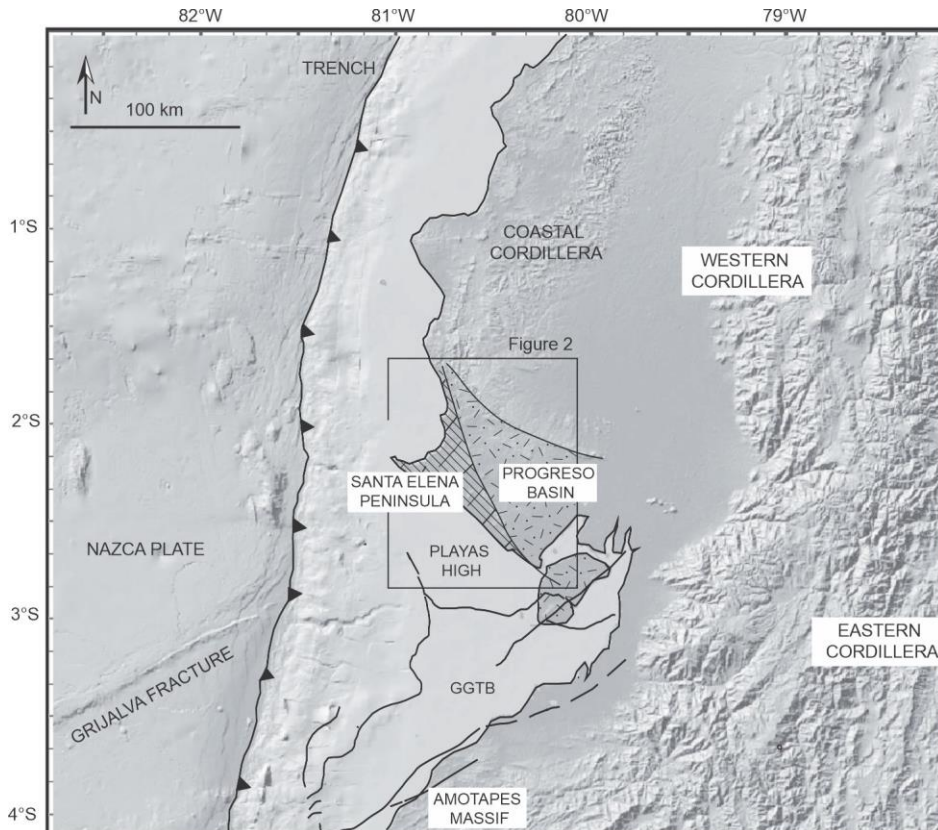 82°W 81°W 80°W 79°W
TRENCH
N
100 km
1°S
COASTAL
CORDILLERA
WESTERN
CORDILLERA
Figure 2
2°S
SANTA ELENA
PENINSULA
PROGRESO
BASIN
NAZCA PLATE
PLAYAS
HIGH
3°S
EASTERN
CORDILLERA
GRIJALVA FRACTURE
GGTB
AMOTAPES
MASSIF
4°S